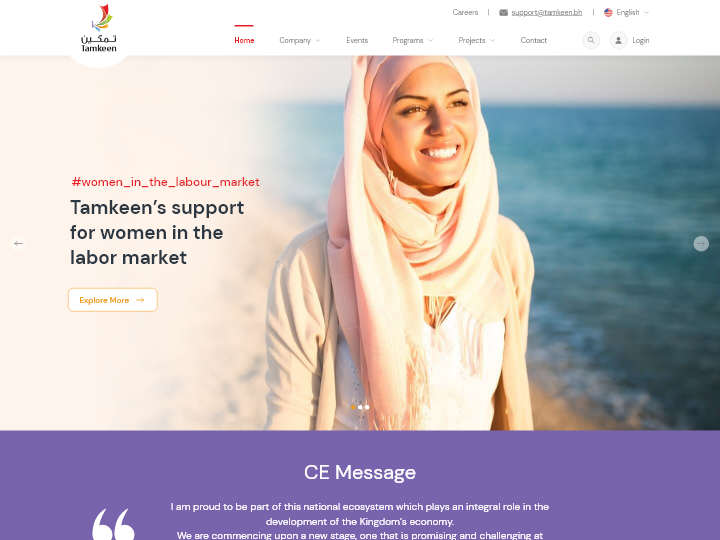 Careers
support@tamkeen.bh
English
تمكين
Tamkeen
Home
Company
Events
Programs
Projects
Contact
Login
#women_in_the_labour_market
Tamkeen's support
for women in the
labor market
Explore More
CE Message
I am proud to be part of this national ecosystem which plays an integral role in the
development of the Kingdom's economy.
We are commencing upon a new stage, one that is promising and challenging at